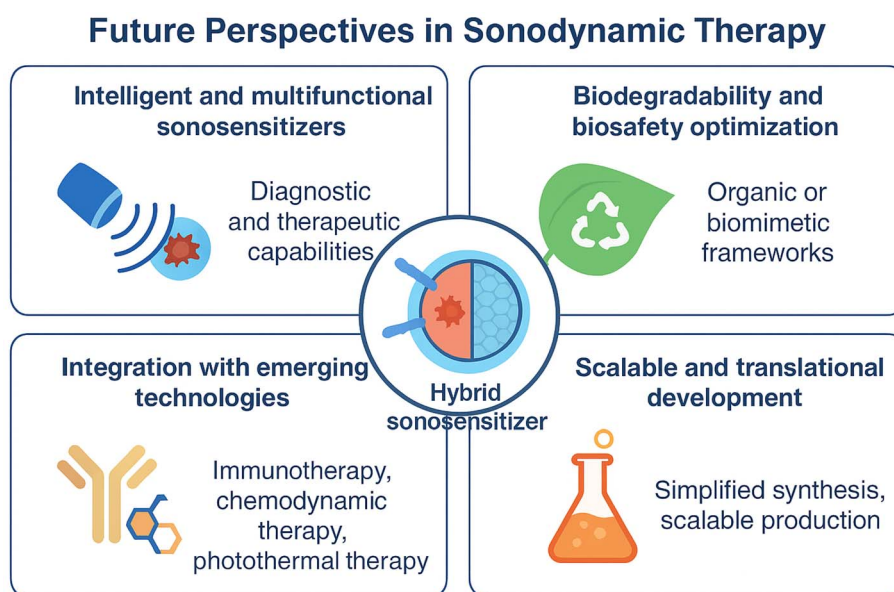 Future Perspectives in Sonodynamic Therapy
Intelligent and multifunctional
sonosensitizers
Diagnostic
and therapeutic
capabilities
Biodegradability and
biosafety optimization
Organic or
biomimetic
frameworks
Hybrid
sonosensitizer
Integration with emerging
technologies
Immunotherapy,
chemodynamic
therapy,
photothermal therapy
Scalable and translational
development
Simplified synthesis,
scalable production